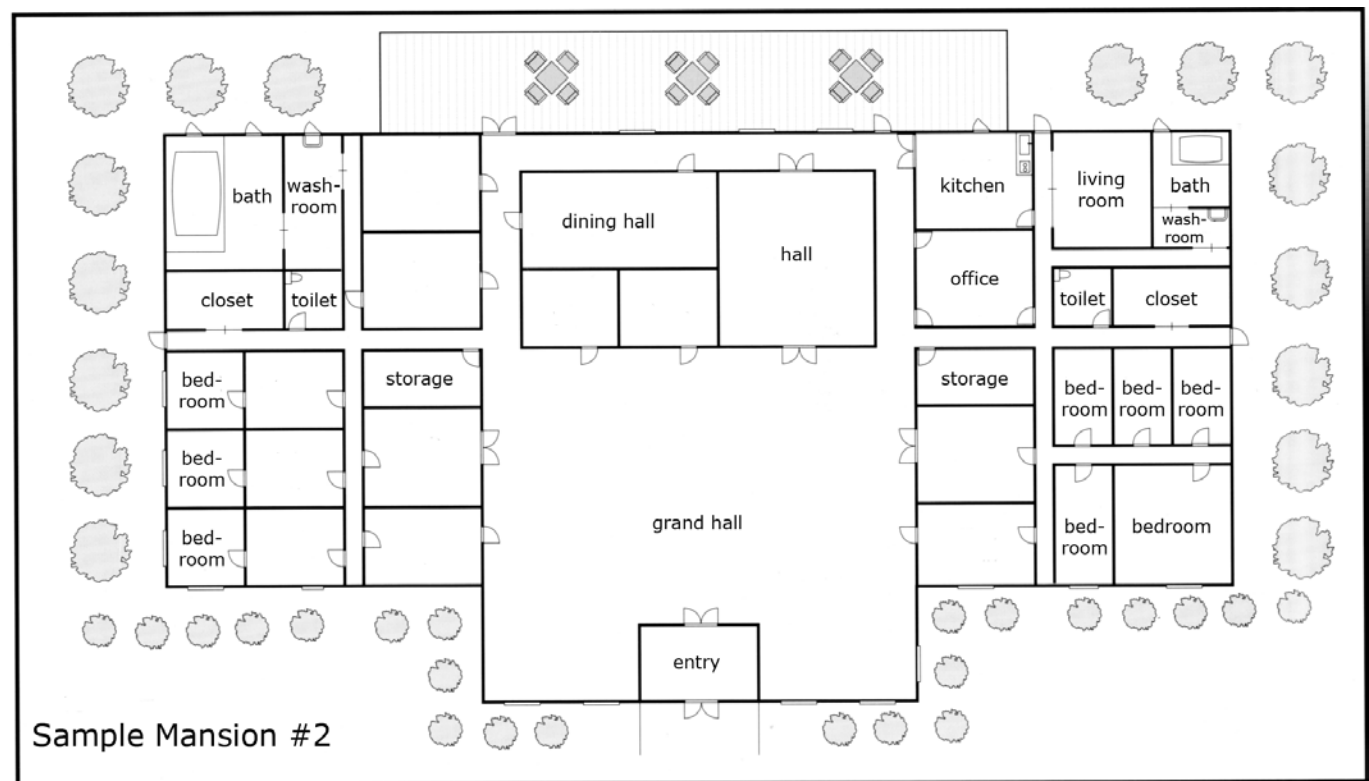 bath
wash-
room
dining hall
hall
kitchen
living
room
bath
wash-
room
office
closet
toilet
toilet
closet
bed-
room
storage
storage
bed-
room
bed-
room
bed-
room
bed-
room
bed-
room
grand hall
bed-
room
bedroom
entry
Sample Mansion #2